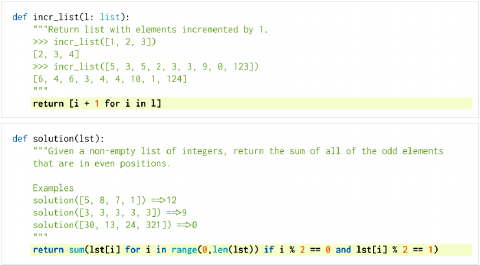 def incr_list(l: list):
    """Return list with elements incremented by 1.
    >>> incr_list([1, 2, 3])
    [2, 3, 4]
    >>> incr_list([5, 3, 5, 2, 3, 3, 9, 0, 123])
    [6, 4, 6, 3, 4, 4, 10, 1, 124]
    """
    return [i + 1 for i in l]
def solution(lst):
    """Given a non-empty list of integers, return the sum of all of the odd elements
    that are in even positions.
    Examples
    solution([5, 8, 7, 1]) ==>12
    solution([3, 3, 3, 3, 3]) ==>9
    solution([30, 13, 24, 321]) ==>0
    """
    return sum(lst[i] for i in range(0,len(lst)) if i % 2 == 0 and lst[i] % 2 == 1)